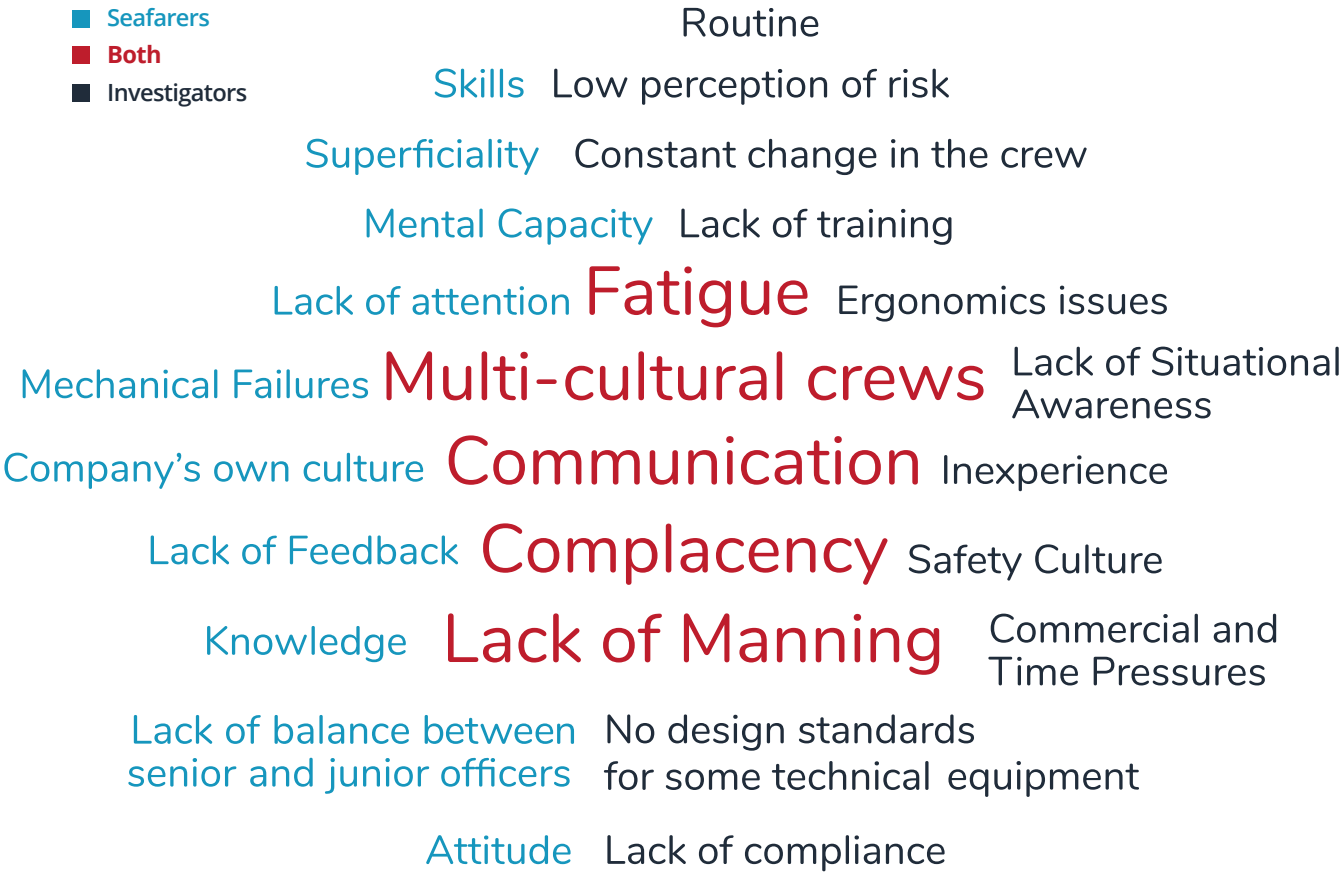 Seafarers
Both
Investigators
Routine
Skills Low perception of risk
Superficiality Constant change in the crew
Mental Capacity Lack of training
Lack of attention Fatigue Ergonomics issues
Mechanical Failures Multi-cultural crews Lack of Situational
Awareness
Company’s own culture Communication Inexperience
Lack of Feedback Complacency Safety Culture
Knowledge Lack of Manning Commercial and
Time Pressures
Lack of balance between
senior and junior officers
No design standards
for some technical equipment
Attitude Lack of compliance